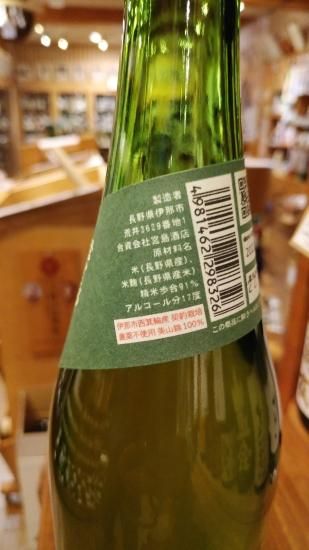 製造者
長野県伊那市
荒井3629番地1
合資会社宮島酒店
原材料名
米(長野県産)、
米麹(長野県産米)
精米歩合91%
アルコール分17度
伊那市西箕輪産 契約栽培
農薬不使用 美山錦 100%
4981462298326